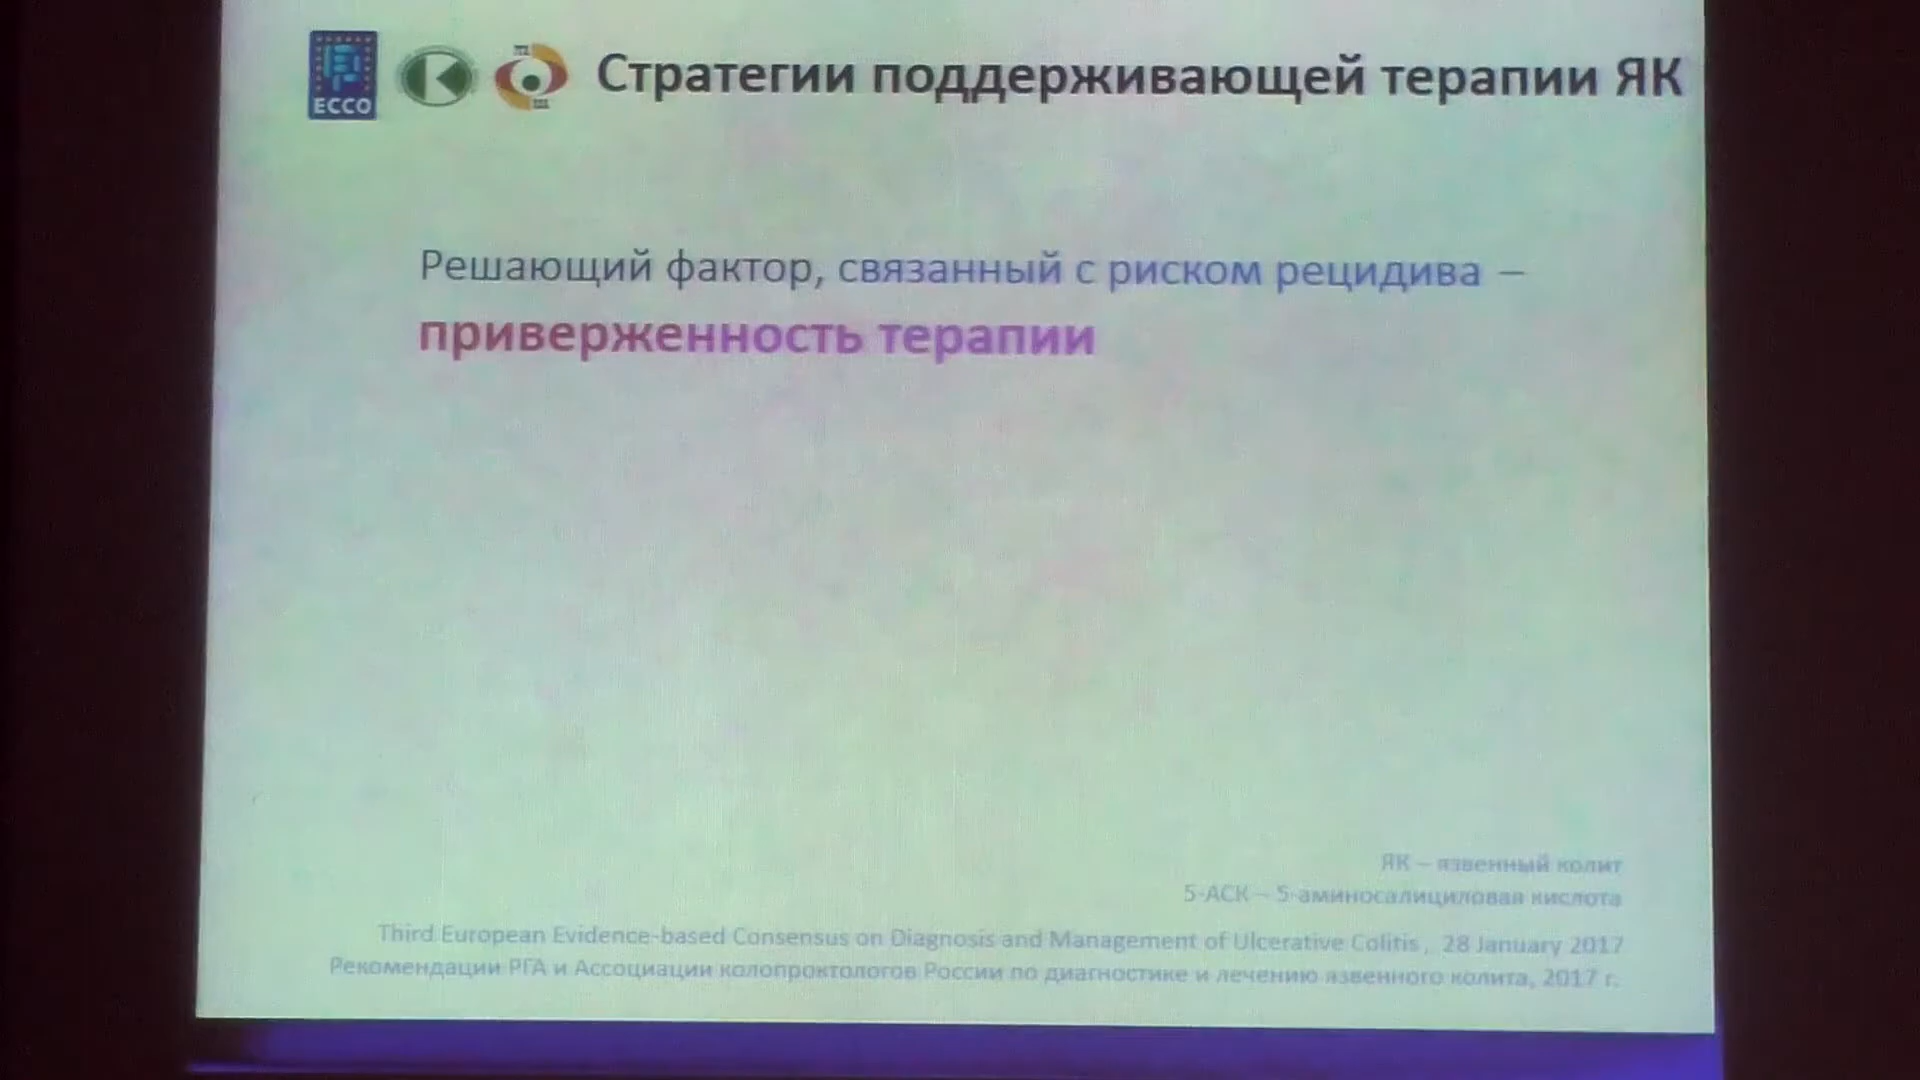 ECCO
Стратегии поддерживающей терапии ЯК
Решающий фактор, связанный с риском рецидива –
приверженность терапии
ЯК – язвенный колит
5-АСК – 5-аминосалициловая кислота
Third European Evidence-based Consensus on Diagnosis and Management of Ulcerative Colitis, 28 January 2017
Рекомендации РГА и Ассоциации колопроктологов России по диагностике и лечению язвенного колита, 2017 г.